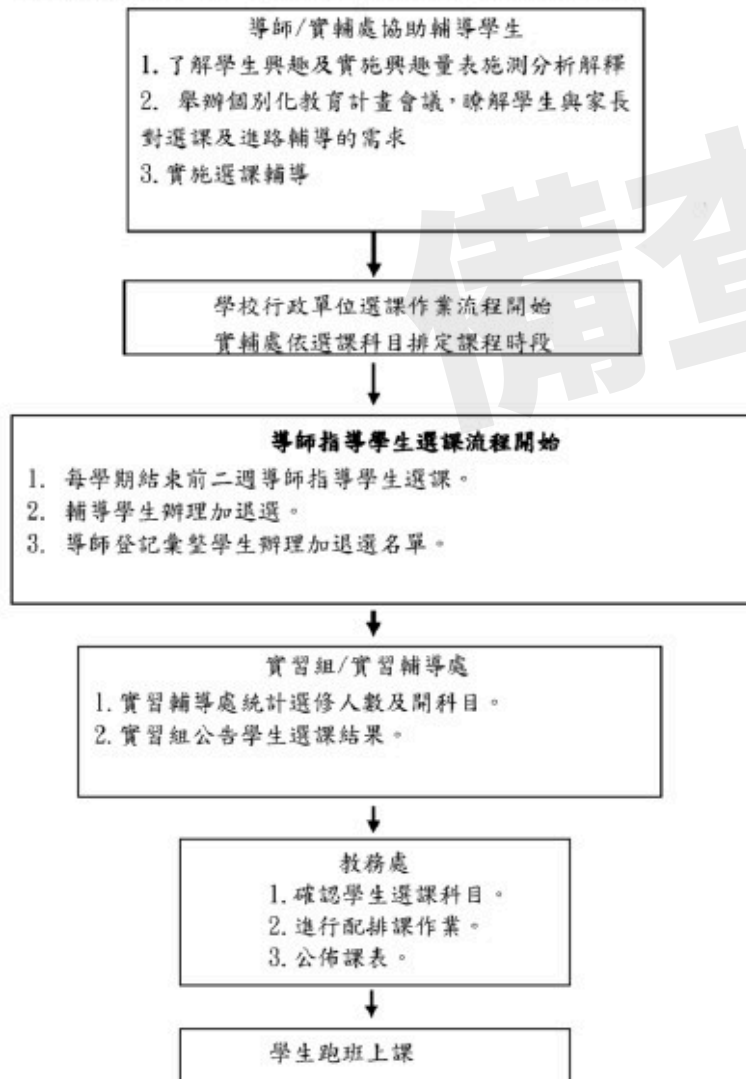 導師/實輔處協助輔導學生
1. 了解學生興趣及實施興趣量表施測分析解釋
2. 舉辦個別化教育計畫會議，瞭解學生與家長
對選課及進路輔導的需求
3. 實施選課輔導
學校行政單位選課作業流程開始
實輔處依選課科目排定課程時段
導師指導學生選課流程開始
1. 每學期結束前二週導師指導學生選課。
2. 輔導學生辦理加退選。
3. 導師登記彙整學生辦理加退選名單。
實習組/實習輔導處
1. 實習輔導處統計選修人數及開科目。
2. 實習組公告學生選課結果。
教務處
1. 確認學生選課科目。
2. 進行配排課作業。
3. 公佈課表。
學生跑班上課
備查